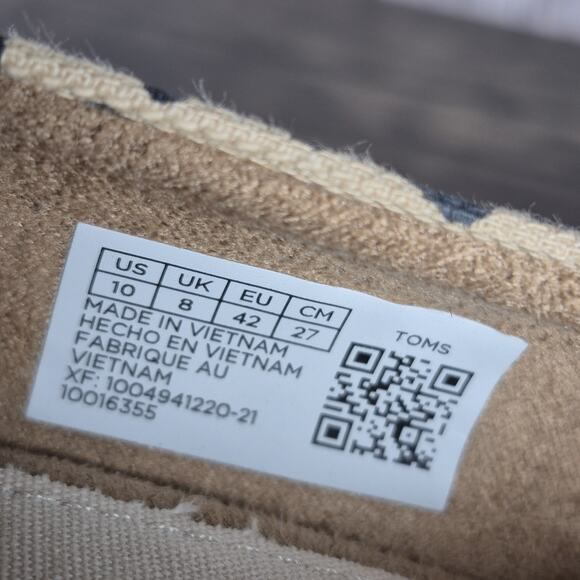 US UK EU CM
10 8 42 27
MADE IN VIETNAM
HECHO EN VIETNAM
FABRIQUE AU
VIETNAM
XF: 1004941220-21
10016355
TOMS